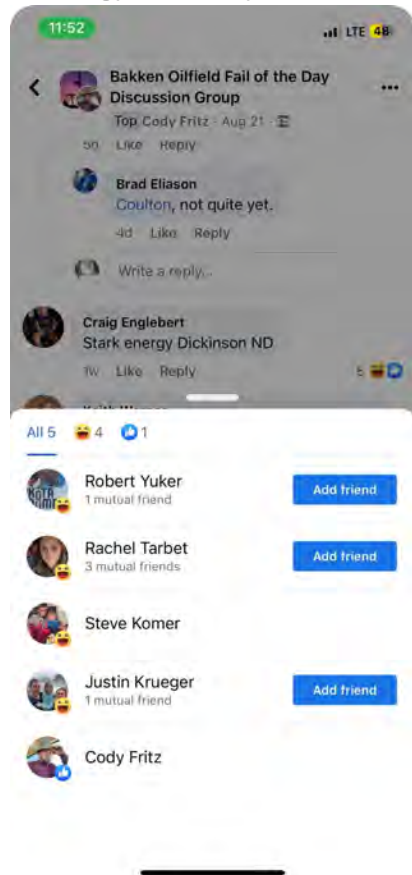 11:52 LTE 48
Bakken Oilfield Fail of the Day
Discussion Group
Top Cody Fritz · Aug 21 ·
5d Like Reply
Brad Eliason
Coulton, not quite yet.
4d Like Reply
Write a reply...
Craig Englebert
Stark energy Dickinson ND
1w Like Reply 5
All 5 4 1
Robert Yuker Add friend
1 mutual friend
Rachel Tarbet Add friend
3 mutual friends
Steve Komer
Justin Krueger Add friend
1 mutual friend
Cody Fritz